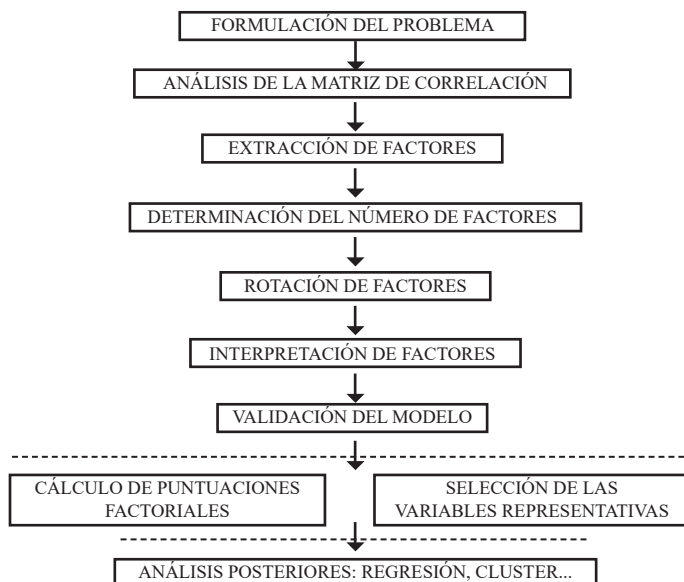 FORMULACIÓN DEL PROBLEMA
ANÁLISIS DE LA MATRIZ DE CORRELACIÓN
EXTRACCIÓN DE FACTORES
DETERMINACIÓN DEL NÚMERO DE FACTORES
ROTACIÓN DE FACTORES
INTERPRETACIÓN DE FACTORES
VALIDACIÓN DEL MODELO
CÁLCULO DE PUNTUACIONES
FACTORIALES
SELECCIÓN DE LAS
VARIABLES REPRESENTATIVAS
ANÁLISIS POSTERIORES: REGRESIÓN, CLUSTER...